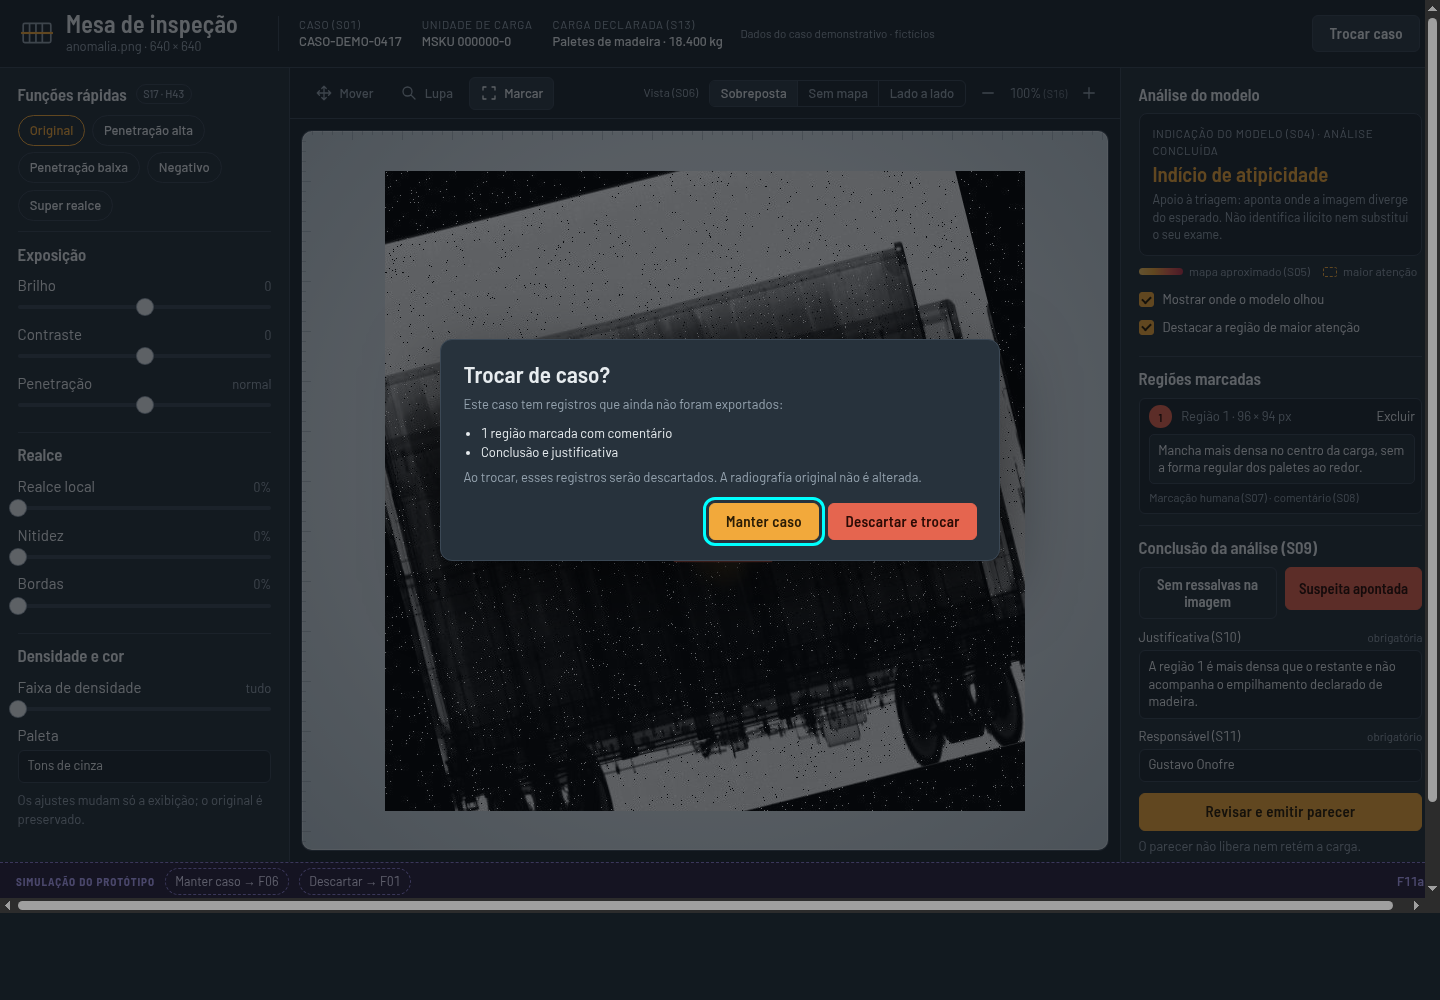 Mesa de inspeção
anomalia.png · 640 × 640
CASO (S01)
CASO-DEMO-0417
UNIDADE DE CARGA
MSKU 000000-0
CARGA DECLARADA (S13)
Paletes de madeira · 18.400 kg
Dados do caso demonstrativo · fictícios
Trocar caso
Funções rápidas
S17 · H43
Original
Penetração alta
Penetração baixa
Negativo
Super realce
Exposição
Brilho
0
Contraste
0
Penetração
normal
Realce
Realce local
0%
Nitidez
0%
Bordas
0%
Densidade e cor
Faixa de densidade
tudo
Paleta
Tons de cinza
Os ajustes mudam só a exibição; o original é
preservado.
Mover
Lupa
Marcar
Vista (S06)
Sobreposta
Sem mapa
Lado a lado
100% (S16)
Trocar de caso?
Este caso tem registros que ainda não foram exportados:
• 1 região marcada com comentário
• Conclusão e justificativa
Ao trocar, esses registros serão descartados. A radiografia original não é alterada.
Manter caso
Descartar e trocar
Análise do modelo
INDICAÇÃO DO MODELO (S04) · ANÁLISE
CONCLUÍDA
Indício de atipicidade
Apoio à triagem: aponta onde a imagem diverge
do esperado. Não identifica ilícito nem substitui
o seu exame.
mapa aproximado (S05)
maior atenção
Mostrar onde o modelo olhou
Destacar a região de maior atenção
Regiões marcadas
1
Região 1 · 96 × 94 px
Excluir
Mancha mais densa no centro da carga, sem
a forma regular dos paletes ao redor.
Marcação humana (S07) · comentário (S08)
Conclusão da análise (S09)
Sem ressalvas na
imagem
Suspeita apontada
Justificativa (S10)
obrigatória
A região 1 é mais densa que o restante e não
acompanha o empilhamento declarado de
madeira.
Responsável (S11)
obrigatório
Gustavo Onofre
Revisar e emitir parecer
O parecer não libera nem retém a carga.
SIMULAÇÃO DO PROTÓTIPO
Manter caso → F06
Descartar → F01
F11a